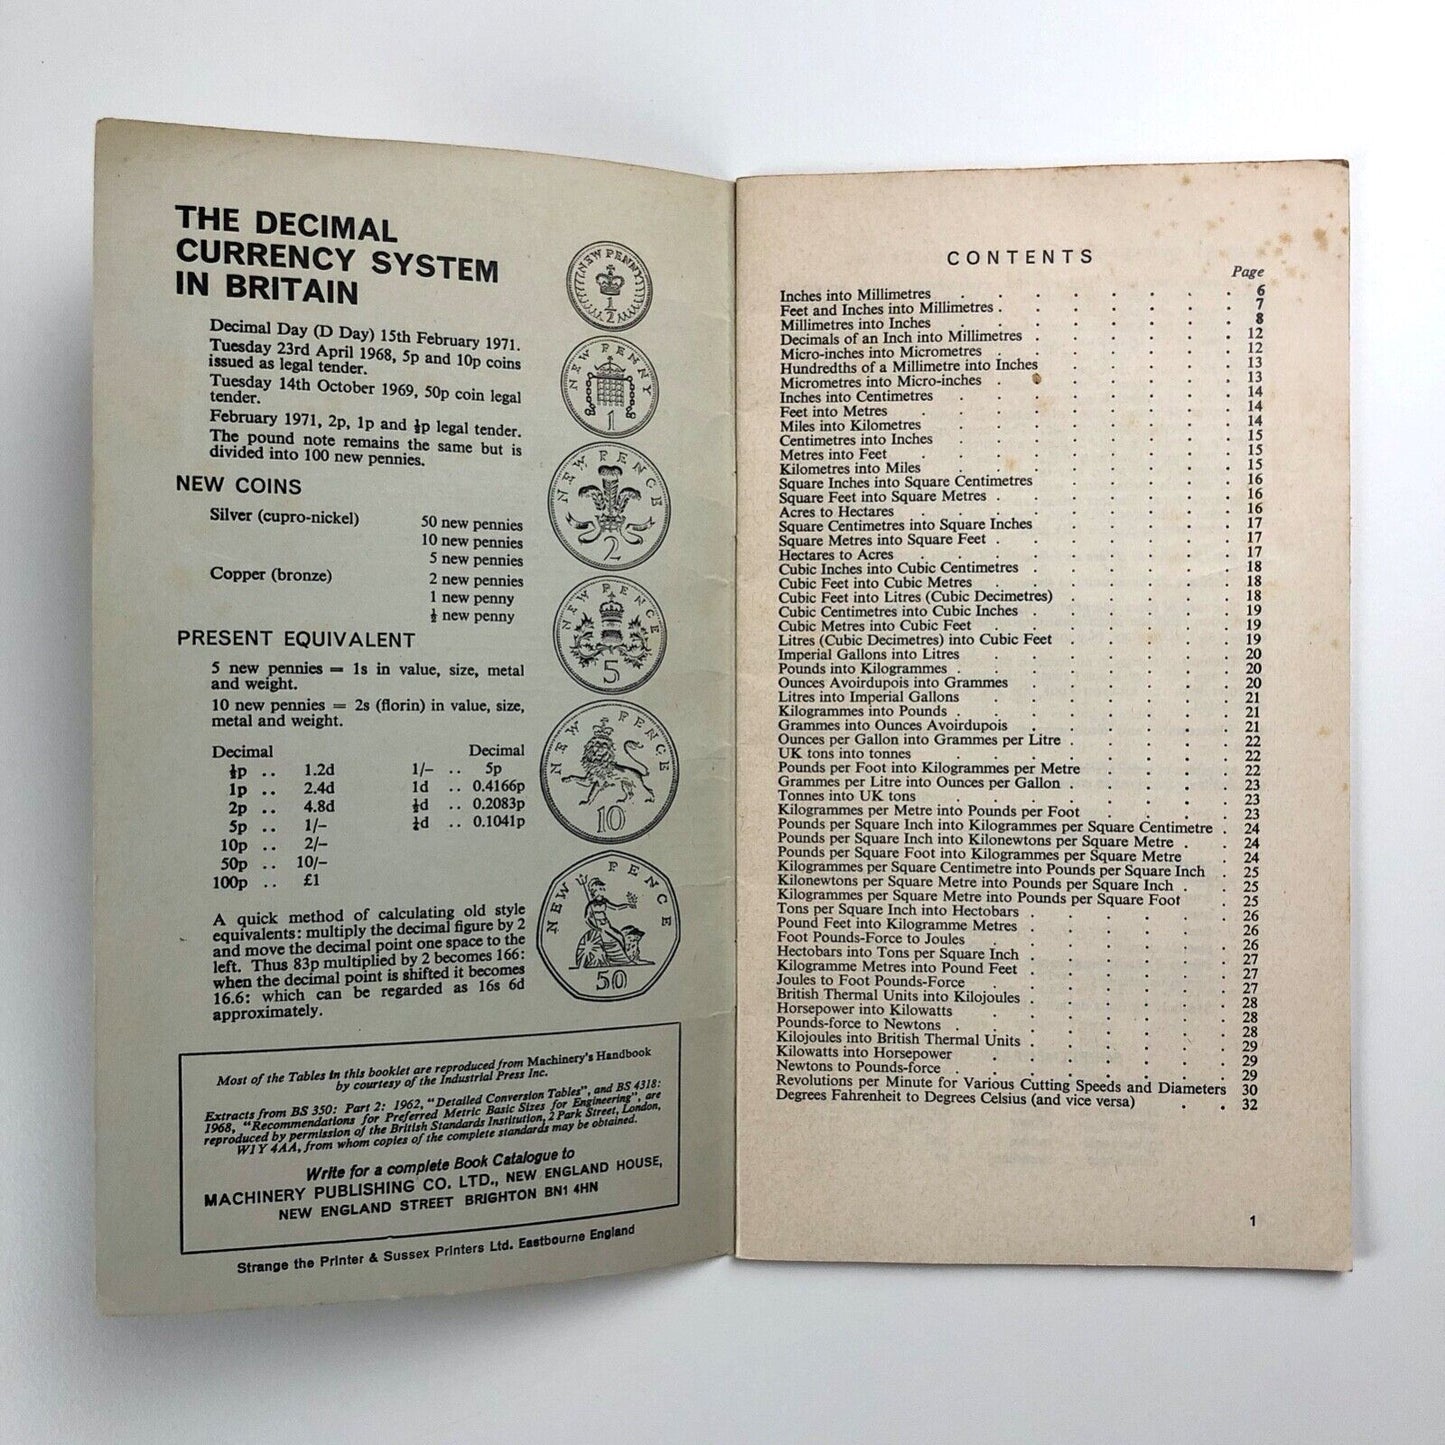 THE DECIMAL
CURRENCY SYSTEM
IN BRITAIN
Decimal Day (D Day) 15th February 1971.
Tuesday 23rd April 1968, 5p and 10p coins
issued as legal tender.
Tuesday 14th October 1969, 50p coin legal
tender.
February 1971, 2p, 1p and ½p legal tender.
The pound note remains the same but is
divided into 100 new pennies.
NEW COINS
Silver (cupro-nickel) 50 new pennies
10 new pennies
5 new pennies
Copper (bronze) 2 new pennies
1 new penny
½ new penny
PRESENT EQUIVALENT
5 new pennies = 1s in value, size, metal
and weight.
10 new pennies = 2s (florin) in value, size,
metal and weight.
Decimal Decimal
½p .. 1.2d 1/– .. 5p
1p .. 2.4d 1d .. 0.4166p
2p .. 4.8d ½d .. 0.2083p
5p .. 1/– ¼d .. 0.1041p
10p .. 2/–
50p .. 10/–
100p .. £1
A quick method of calculating old style
equivalents: multiply the decimal figure by 2
and move the decimal point one space to the
left. Thus 83p multiplied by 2 becomes 166:
when the decimal point is shifted it becomes
16.6: which can be regarded as 16s 6d
approximately.
NEW PENNY
1/2
NEW PENNY
1
NEW PENCE
2
NEW PENCE
5
NEW PENCE
10
NEW PENCE
50
Most of the Tables in this booklet are reproduced from Machinery's Handbook
by courtesy of the Industrial Press Inc.
Extracts from BS 350: Part 2: 1962, "Detailed Conversion Tables", and BS 4318:
1968, "Recommendations for Preferred Metric Basic Sizes for Engineering", are
reproduced by permission of the British Standards Institution, 2 Park Street, London,
W1Y 4AA, from whom copies of the complete standards may be obtained.
Write for a complete Book Catalogue to
MACHINERY PUBLISHING CO. LTD., NEW ENGLAND HOUSE,
NEW ENGLAND STREET BRIGHTON BN1 4HN
Strange the Printer & Sussex Printers Ltd. Eastbourne England
CONTENTS
Page
Inches into Millimetres . . . . . . . . 6
Feet and Inches into Millimetres . . . . . . . 7
Millimetres into Inches . . . . . . . . 8
Decimals of an Inch into Millimetres . . . . . . 12
Micro-inches into Micrometres . . . . . . . 12
Hundredths of a Millimetre into Inches . . . . . 13
Micrometres into Micro-inches . . . . . . . 13
Inches into Centimetres . . . . . . . . 14
Feet into Metres . . . . . . . . . 14
Miles into Kilometres . . . . . . . . 14
Centimetres into Inches . . . . . . . . 15
Metres into Feet . . . . . . . . . 15
Kilometres into Miles . . . . . . . . 15
Square Inches into Square Centimetres . . . . . 16
Square Feet into Square Metres . . . . . . . 16
Acres to Hectares . . . . . . . . . 16
Square Centimetres into Square Inches . . . . . 17
Square Metres into Square Feet . . . . . . . 17
Hectares to Acres . . . . . . . . . 17
Cubic Inches into Cubic Centimetres . . . . . . 18
Cubic Feet into Cubic Metres . . . . . . . 18
Cubic Feet into Litres (Cubic Decimetres) . . . . . 18
Cubic Centimetres into Cubic Inches . . . . . . 19
Cubic Metres into Cubic Feet . . . . . . . 19
Litres (Cubic Decimetres) into Cubic Feet . . . . . 19
Imperial Gallons into Litres . . . . . . . 20
Pounds into Kilogrammes . . . . . . . . 20
Ounces Avoirdupois into Grammes . . . . . . 20
Litres into Imperial Gallons . . . . . . . 21
Kilogrammes into Pounds . . . . . . . . 21
Grammes into Ounces Avoirdupois . . . . . . 21
Ounces per Gallon into Grammes per Litre . . . . . 22
UK tons into tonnes . . . . . . . . 22
Pounds per Foot into Kilogrammes per Metre . . . . 22
Grammes per Litre into Ounces per Gallon . . . . . 23
Tonnes into UK tons . . . . . . . . 23
Kilogrammes per Metre into Pounds per Foot . . . . 23
Pounds per Square Inch into Kilogrammes per Square Centimetre . 24
Pounds per Square Inch into Kilonewtons per Square Metre . . 24
Pounds per Square Foot into Kilogrammes per Square Metre . 24
Kilogrammes per Square Centimetre into Pounds per Square Inch . 25
Kilonewtons per Square Metre into Pounds per Square Inch . . 25
Kilogrammes per Square Metre into Pounds per Square Foot . 25
Tons per Square Inch into Hectobars . . . . . . 26
Pound Feet into Kilogramme Metres . . . . . . 26
Foot Pounds-Force to Joules . . . . . . . 26
Hectobars into Tons per Square Inch . . . . . . 27
Kilogramme Metres into Pound Feet . . . . . . 27
Joules to Foot Pounds-Force . . . . . . . 27
British Thermal Units into Kilojoules . . . . . . 28
Horsepower into Kilowatts . . . . . . . 28
Pounds-force to Newtons . . . . . . . . 28
Kilojoules into British Thermal Units . . . . . . 29
Kilowatts into Horsepower . . . . . . . 29
Newtons to Pounds-force . . . . . . . . 29
Revolutions per Minute for Various Cutting Speeds and Diameters 30
Degrees Fahrenheit to Degrees Celsius (and vice versa) . . 32
1